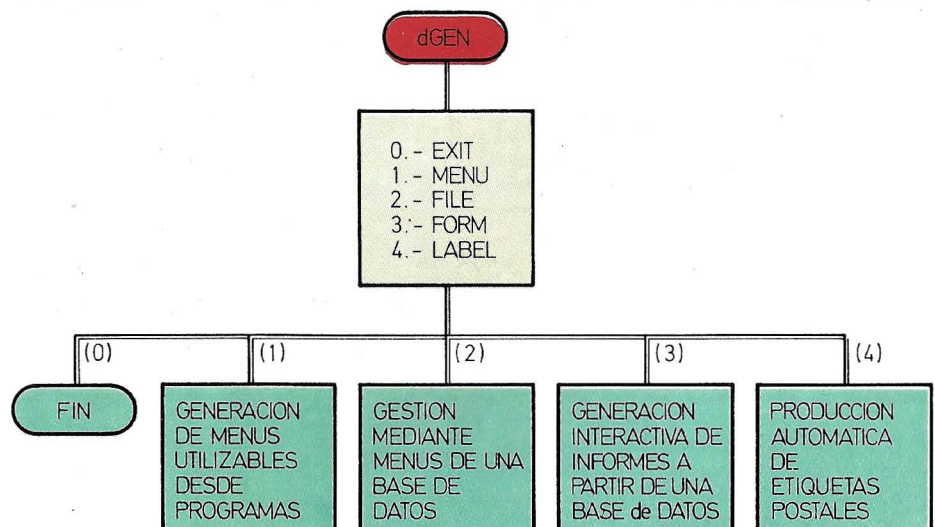 dGEN
0.- EXIT
1.- MENU
2.- FILE
3.- FORM
4.- LABEL
(0)
(1)
(2)
(3)
(4)
FIN
GENERACION
DE MENUS
UTILIZABLES
DESDE
PROGRAMAS
GESTION
MEDIANTE
MENUS DE UNA
BASE DE
DATOS
GENERACION
INTERACTIVA DE
INFORMES A
PARTIR DE UNA
BASE de DATOS
PRODUCCION
AUTOMATICA
DE
ETIQUETAS
POSTALES